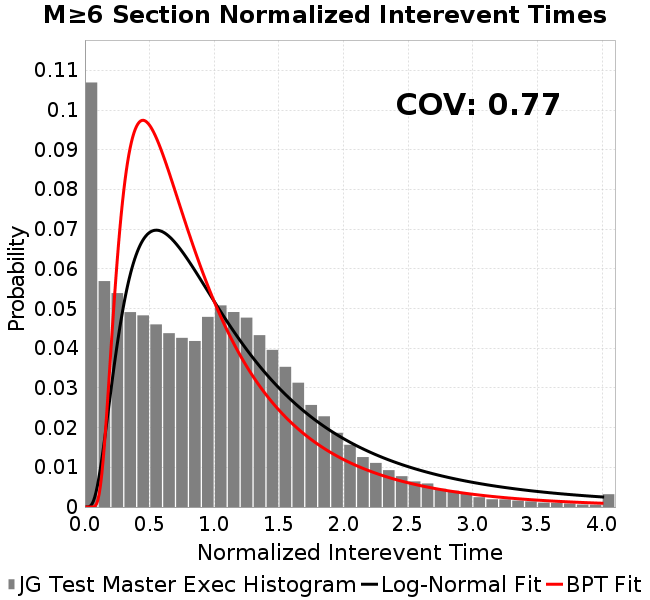 M≥6 Section Normalized Interevent Times
COV: 0.77
Probability
0.11
0.1
0.09
0.08
0.07
0.06
0.05
0.04
0.03
0.02
0.01
0
0.0 0.5 1.0 1.5 2.0 2.5 3.0 3.5 4.0
Normalized Interevent Time
JG Test Master Exec Histogram Log-Normal Fit BPT Fit